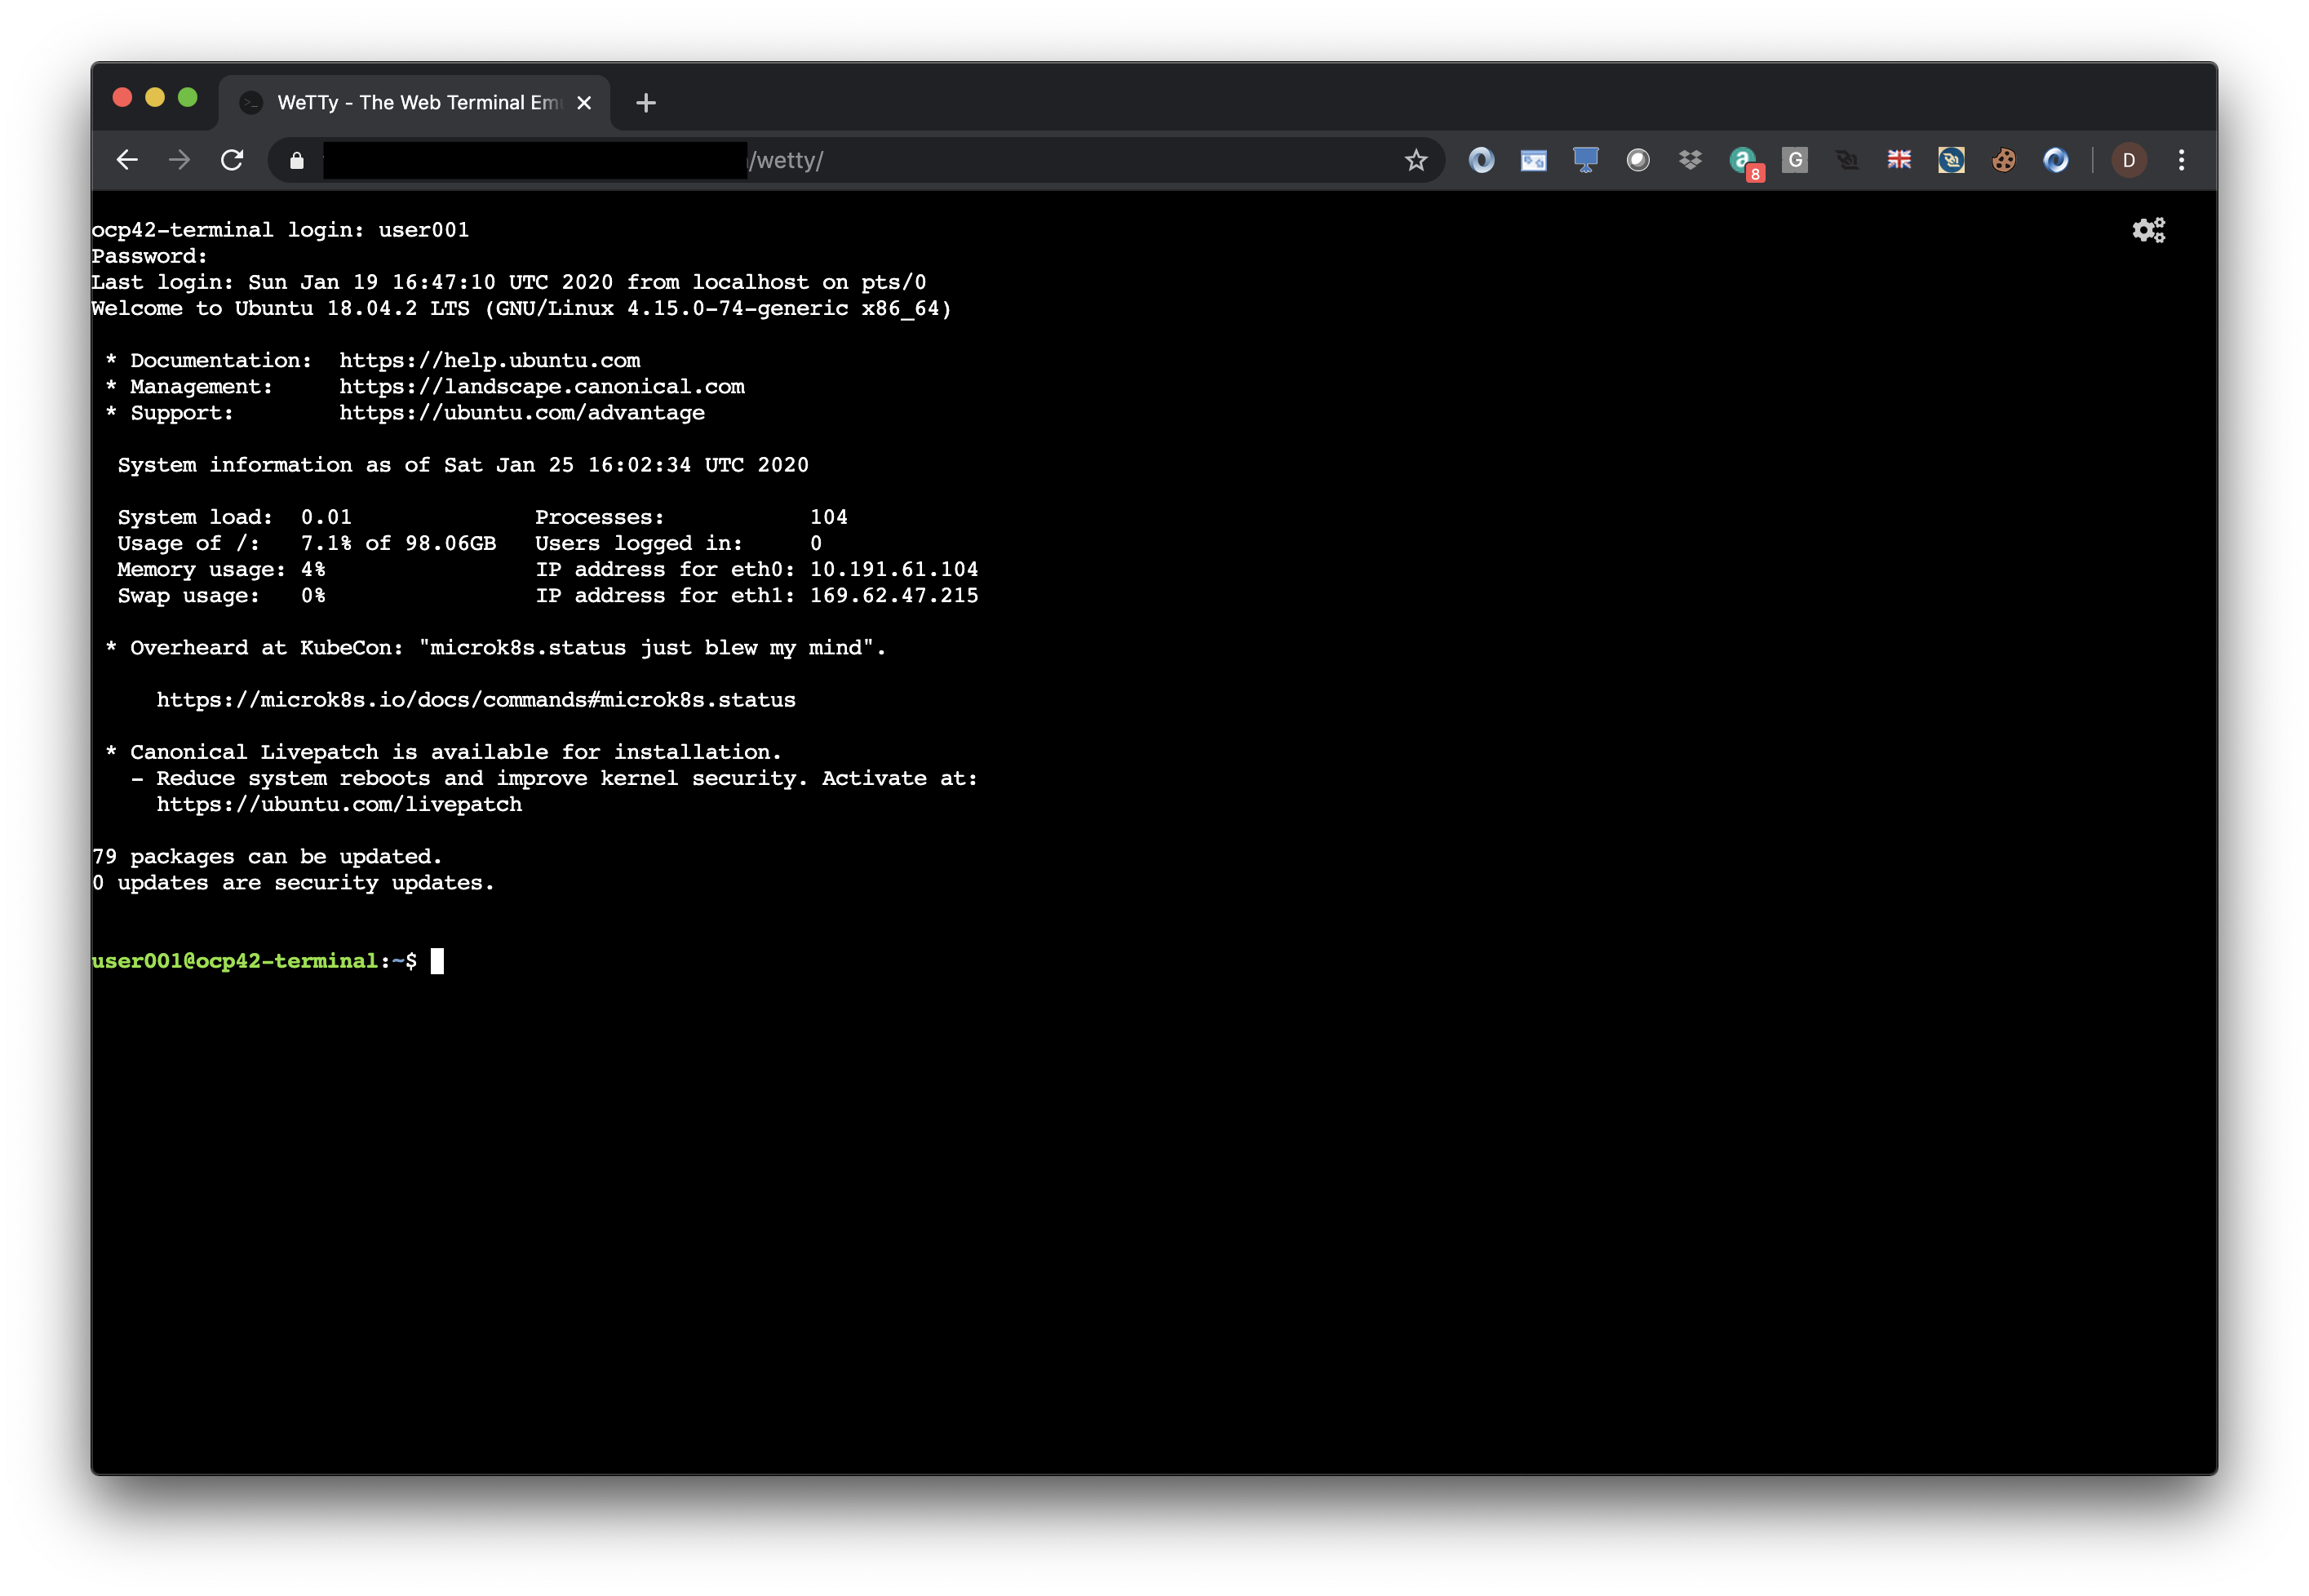 WeTTy - The Web Terminal Em
/wetty/
8
G
D
ocp42-terminal login: user001
Password:
Last login: Sun Jan 19 16:47:10 UTC 2020 from localhost on pts/0
Welcome to Ubuntu 18.04.2 LTS (GNU/Linux 4.15.0-74-generic x86_64)
* Documentation:  https://help.ubuntu.com
* Management:     https://landscape.canonical.com
* Support:        https://ubuntu.com/advantage
System information as of Sat Jan 25 16:02:34 UTC 2020
System load:  0.01              Processes:           104
Usage of /:   7.1% of 98.06GB   Users logged in:     0
Memory usage: 4%                IP address for eth0: 10.191.61.104
Swap usage:   0%                IP address for eth1: 169.62.47.215
* Overheard at KubeCon: "microk8s.status just blew my mind".
https://microk8s.io/docs/commands#microk8s.status
* Canonical Livepatch is available for installation.
- Reduce system reboots and improve kernel security. Activate at:
https://ubuntu.com/livepatch
79 packages can be updated.
0 updates are security updates.
user001@ocp42-terminal:~$